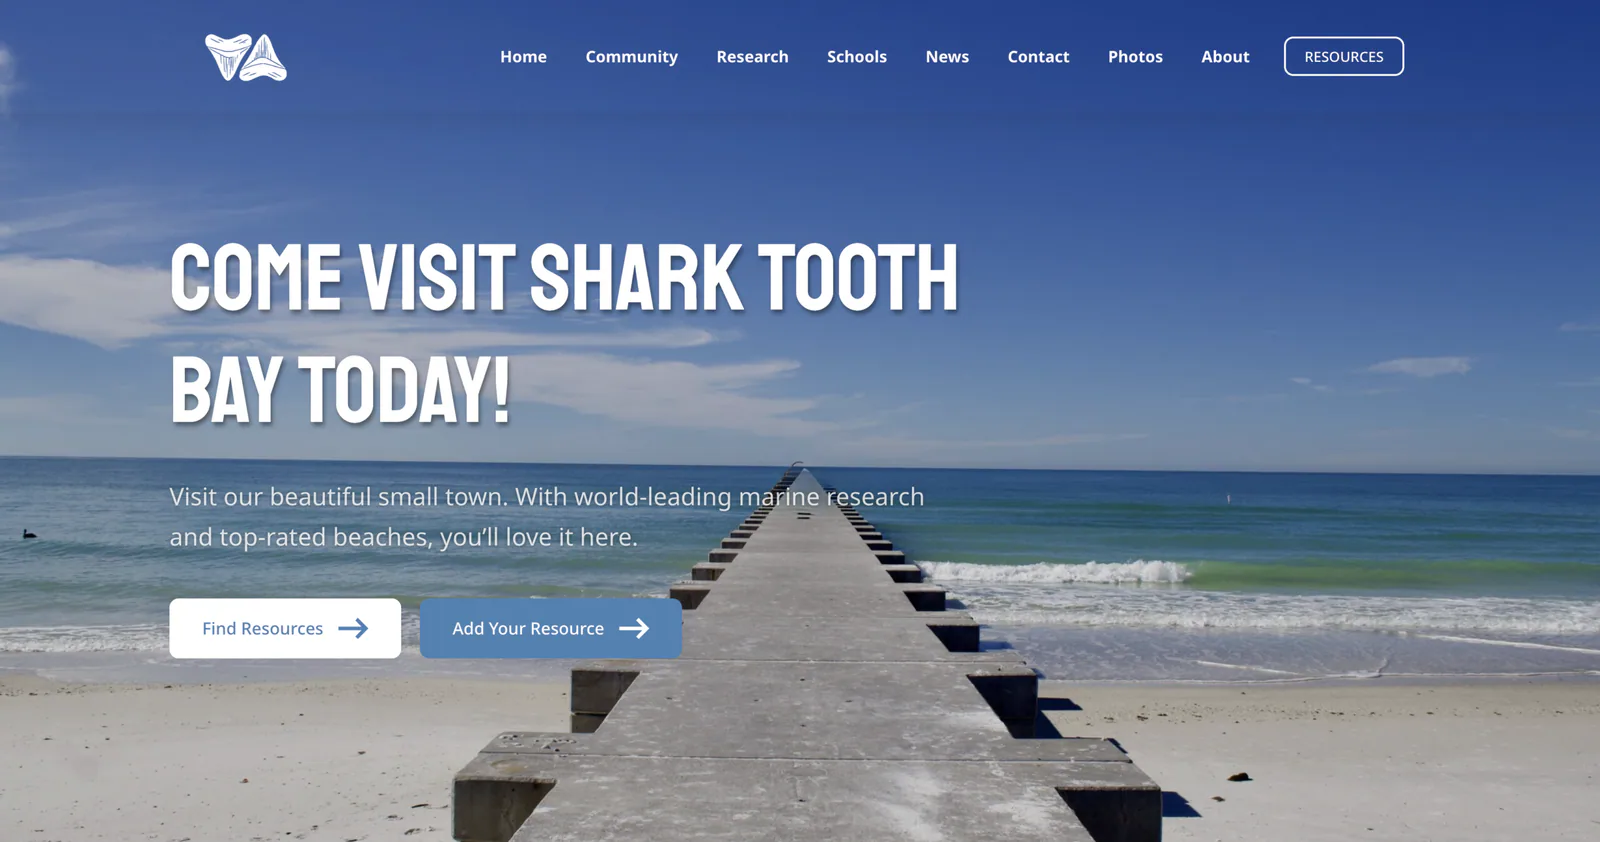 Home Community Research Schools News Contact Photos About RESOURCES
COME VISIT SHARK TOOTH
BAY TODAY!
Visit our beautiful small town. With world-leading marine research
and top-rated beaches, you’ll love it here.
Find Resources Add Your Resource